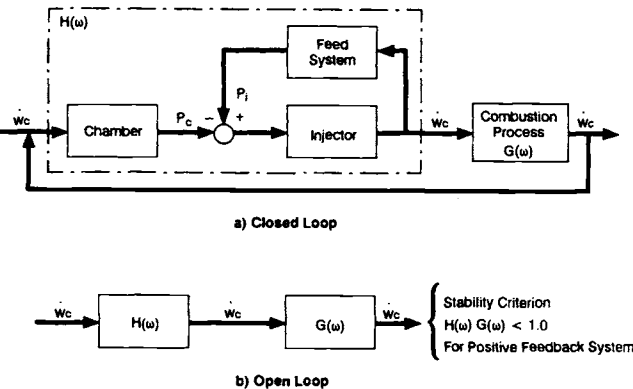 H(ω)
Feed
System
P_i
ẇc
Chamber
P_c
−
+
Injector
ẇc
Combustion
Process
G(ω)
ẇc
a) Closed Loop
ẇc
H(ω)
ẇc
G(ω)
ẇc
Stability Criterion
H(ω) G(ω) < 1.0
For Positive Feedback System
b) Open Loop